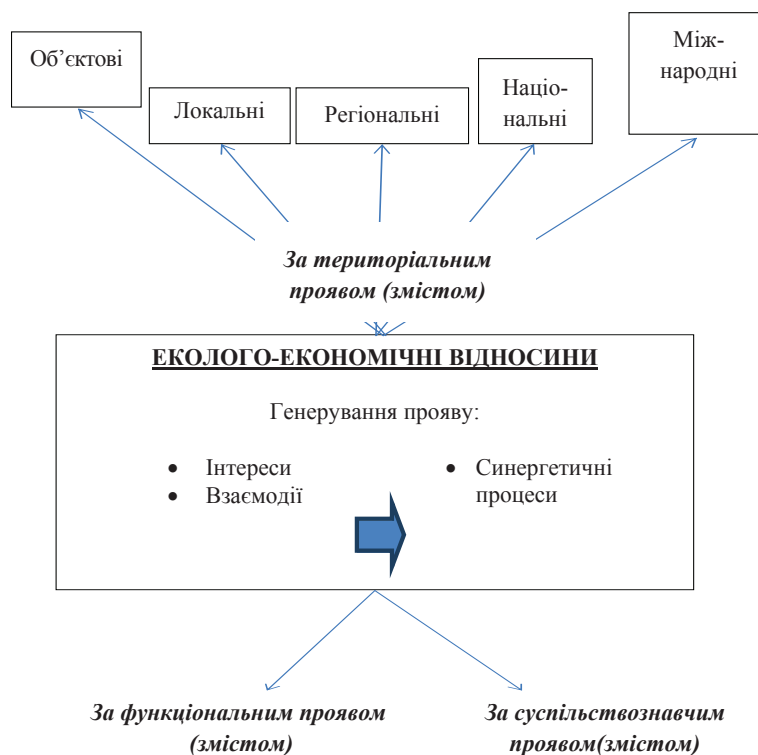 Об’єктові
Локальні
Регіональні
Націо-
нальні
Між-
народні
За територіальним
проявом (змістом)
ЕКОЛОГО-ЕКОНОМІЧНІ ВІДНОСИНИ
Генерування прояву:
• Інтереси
• Взаємодії
• Синергетичні
процеси
За функціональним проявом
(змістом)
За суспільствознавчим
проявом(змістом)